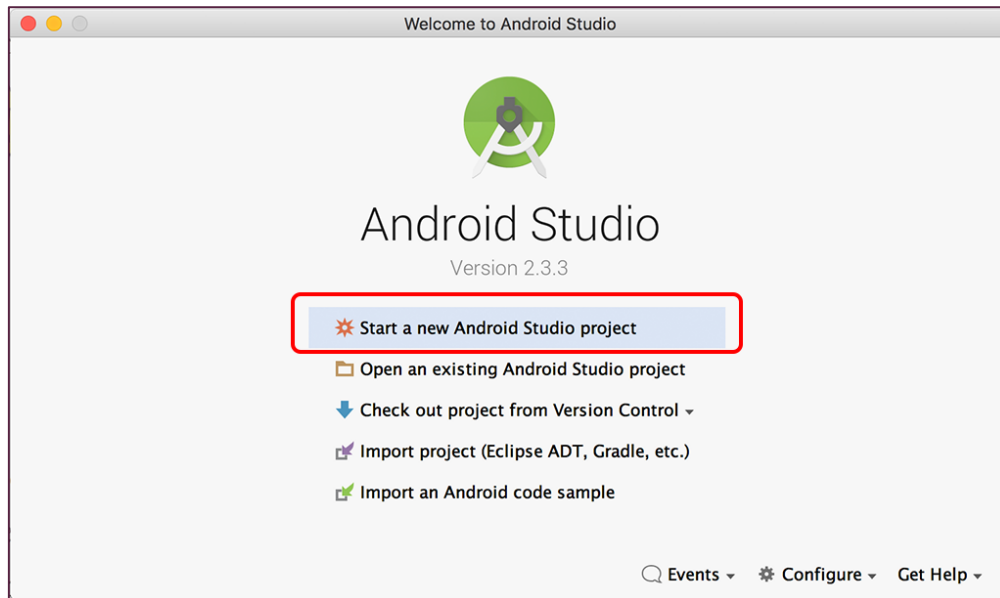 Welcome to Android Studio
Android Studio
Version 2.3.3
Start a new Android Studio project
Open an existing Android Studio project
Check out project from Version Control
Import project (Eclipse ADT, Gradle, etc.)
Import an Android code sample
Events Configure Get Help